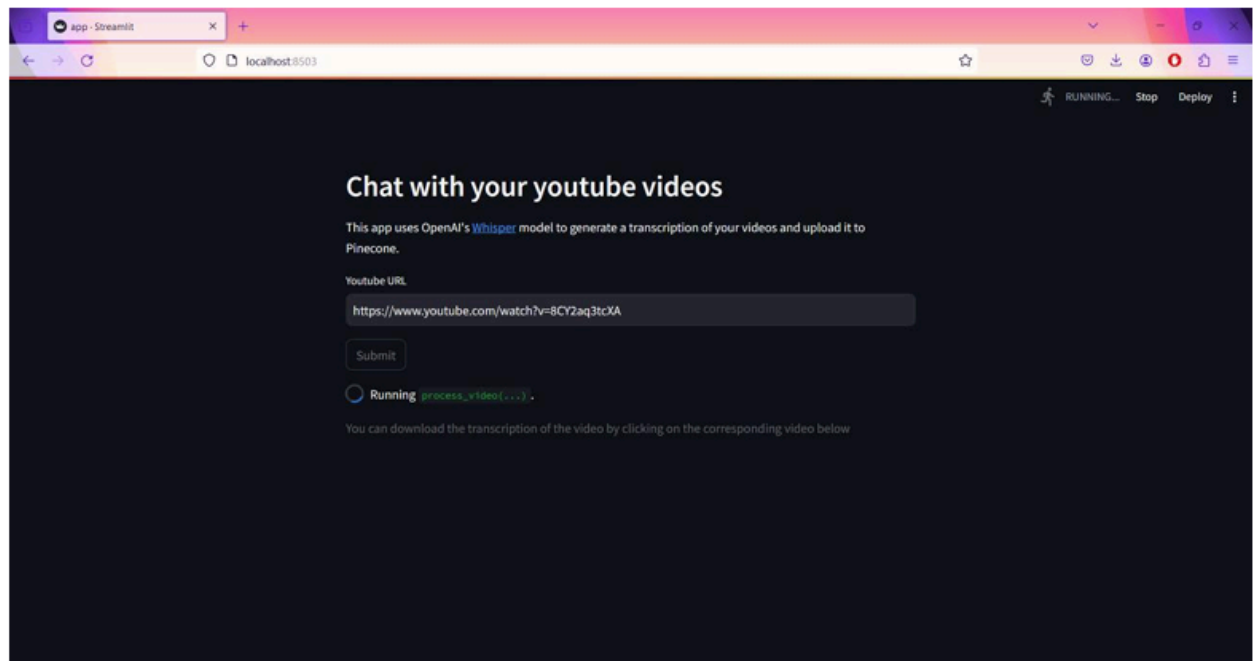 app · Streamlit
localhost:8503
RUNNING... Stop Deploy
Chat with your youtube videos
This app uses OpenAI's Whisper model to generate a transcription of your videos and upload it to
Pinecone.
Youtube URL
https://www.youtube.com/watch?v=8CY2aq3tcXA
Submit
Running process_video(...) .
You can download the transcription of the video by clicking on the corresponding video below